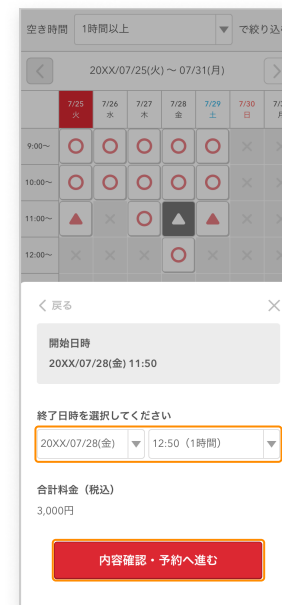 空き時間 1時間以上 で絞り込
20XX/07/25(火)～ 07/31(月)
7/25 7/26 7/27 7/28 7/29 7/30
火 水 木 金 土 日
9:00～
10:00～
11:00～
12:00～
戻る
開始日時
20XX/07/28(金) 11:50
終了日時を選択してください
20XX/07/28(金) 12:50（1時間）
合計料金（税込）
3,000円
内容確認・予約へ進む